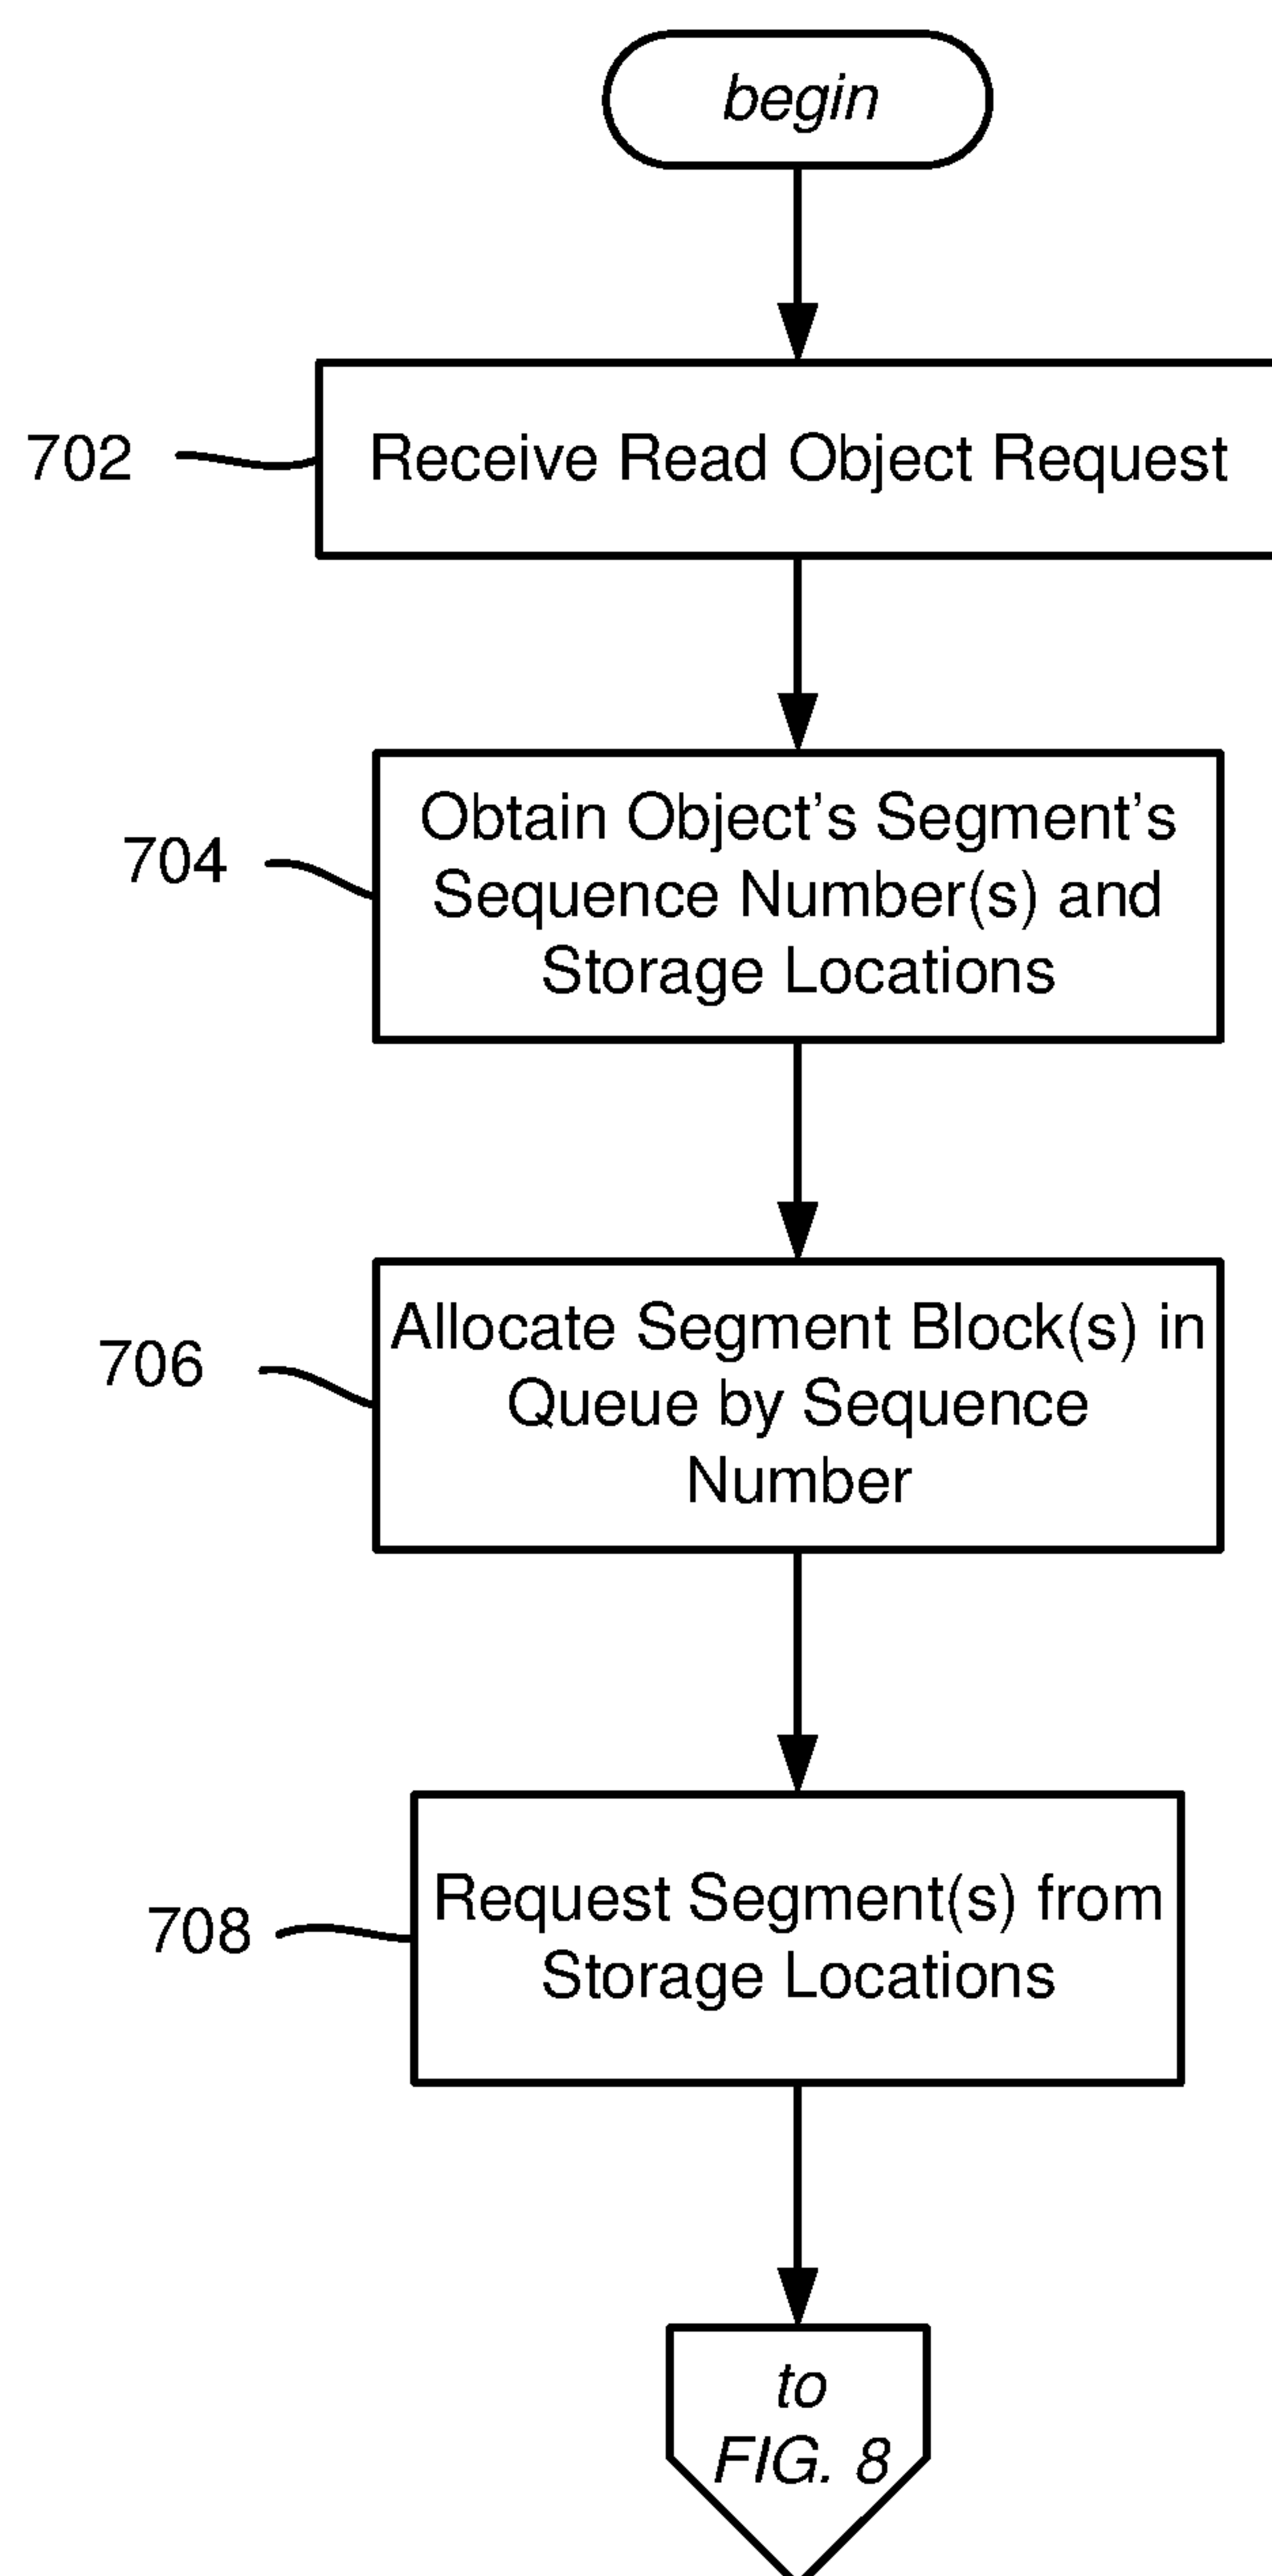 begin
702
Receive Read Object Request
704
Obtain Object’s Segment’s
Sequence Number(s) and
Storage Locations
706
Allocate Segment Block(s) in
Queue by Sequence
Number
708
Request Segment(s) from
Storage Locations
to
FIG. 8